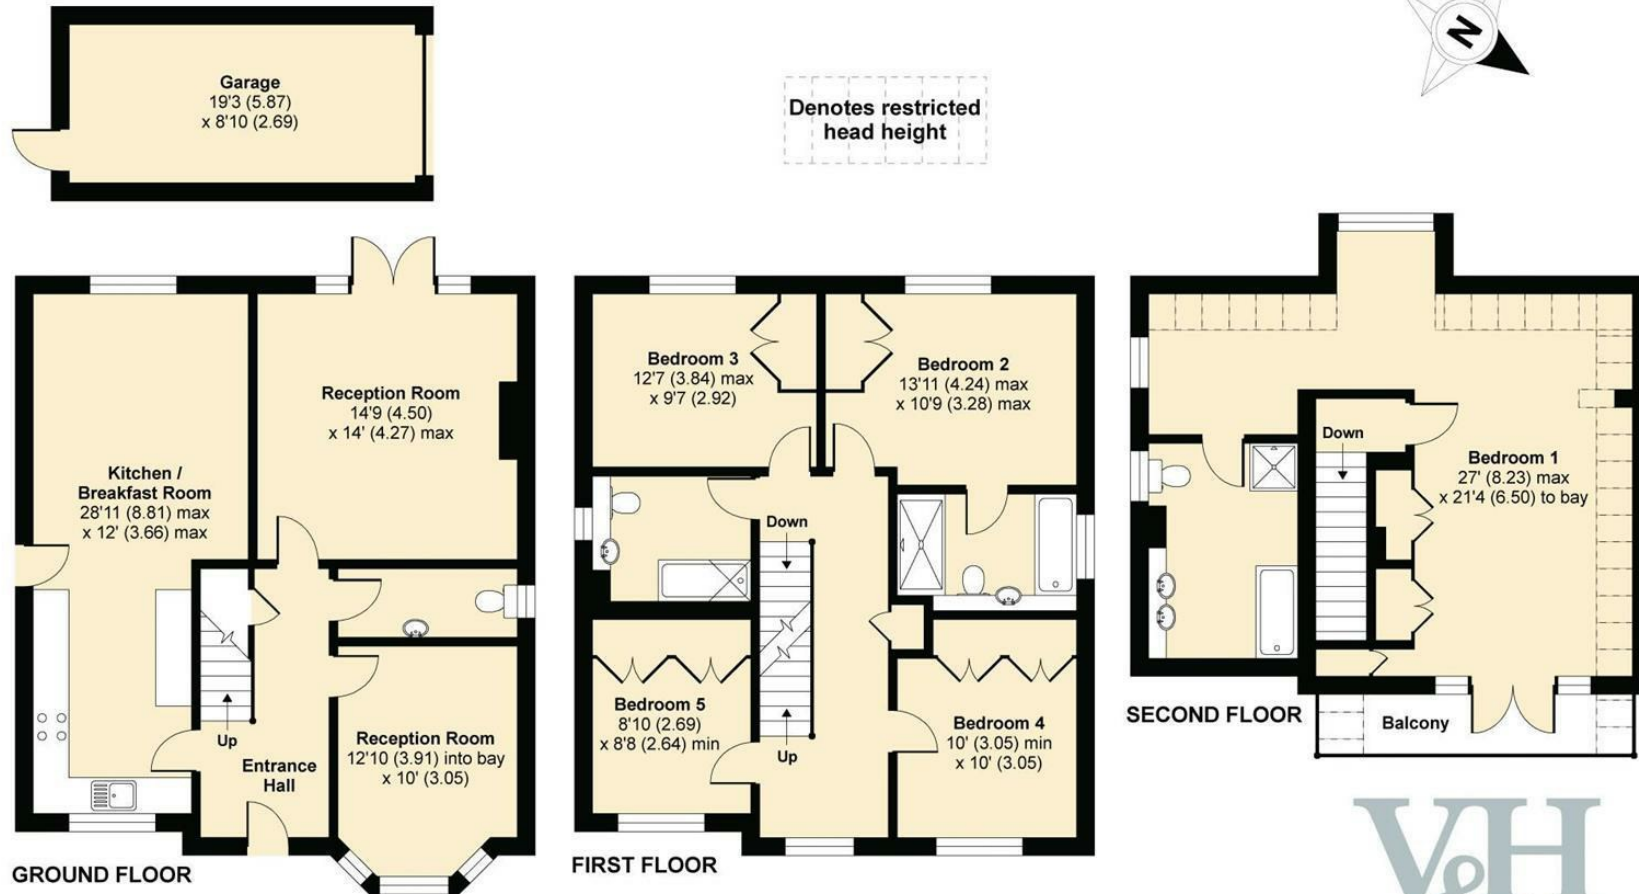 Garage
19'3 (5.87)
x 8'10 (2.69)
N
Denotes restricted
head height
Reception Room
14'9 (4.50)
x 14' (4.27) max
Kitchen /
Breakfast Room
28'11 (8.81) max
x 12' (3.66) max
Up
Entrance
Hall
Reception Room
12'10 (3.91) into bay
x 10' (3.05)
GROUND FLOOR
Bedroom 3
12'7 (3.84) max
x 9'7 (2.92)
Bedroom 2
13'11 (4.24) max
x 10'9 (3.28) max
Down
Bedroom 5
8'10 (2.69)
x 8'8 (2.64) min
Up
Bedroom 4
10' (3.05) min
x 10' (3.05)
FIRST FLOOR
Down
Bedroom 1
27' (8.23) max
x 21'4 (6.50) to bay
SECOND FLOOR
Balcony
V&H